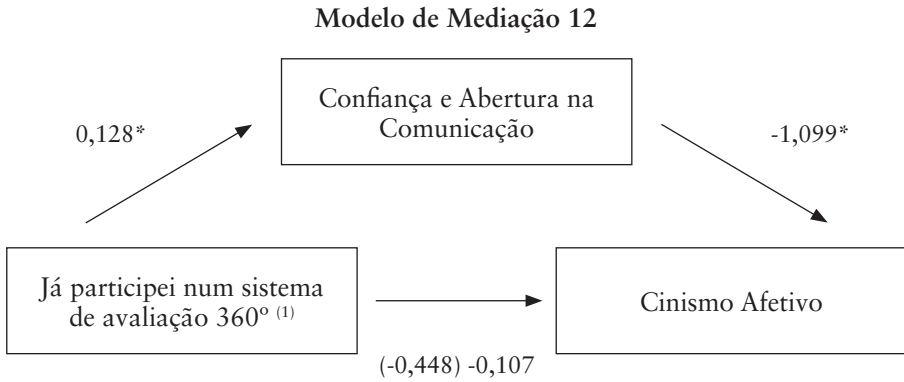 Modelo de Mediação 12
Confiança e Abertura na
Comunicação
0,128*
-1,099*
Já participei num sistema
de avaliação 360º (1)
Cinismo Afetivo
(-0,448) -0,107